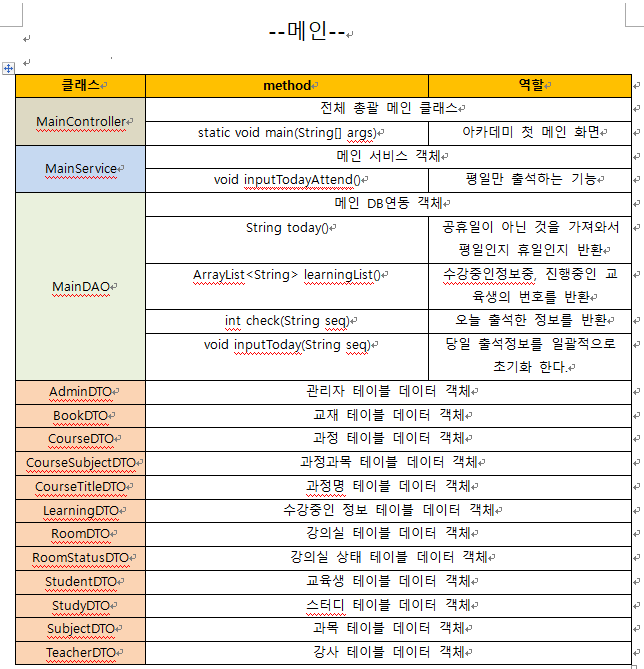 --메인--
클래스 method 역할
MainController 전체 총괄 메인 클래스
static void main(String[] args) 아카데미 첫 메인 화면
MainService 메인 서비스 객체
void inputTodayAttend() 평일만 출석하는 기능
MainDAO 메인 DB연동 객체
String today() 공휴일이 아닌 것을 가져와서
평일인지 휴일인지 반환
ArrayList<String> learningList() 수강중인정보중, 진행중인 교
육생의 번호를 반환
int check(String seq) 오늘 출석한 정보를 반환
void inputToday(String seq) 당일 출석정보를 일괄적으로
초기화 한다.
AdminDTO 관리자 테이블 데이터 객체
BookDTO 교재 테이블 데이터 객체
CourseDTO 과정 테이블 데이터 객체
CourseSubjectDTO 과정과목 테이블 데이터 객체
CourseTitleDTO 과정명 테이블 데이터 객체
LearningDTO 수강중인 정보 테이블 데이터 객체
RoomDTO 강의실 테이블 데이터 객체
RoomStatusDTO 강의실 상태 테이블 데이터 객체
StudentDTO 교육생 테이블 데이터 객체
StudyDTO 스터디 테이블 데이터 객체
SubjectDTO 과목 테이블 데이터 객체
TeacherDTO 강사 테이블 데이터 객체